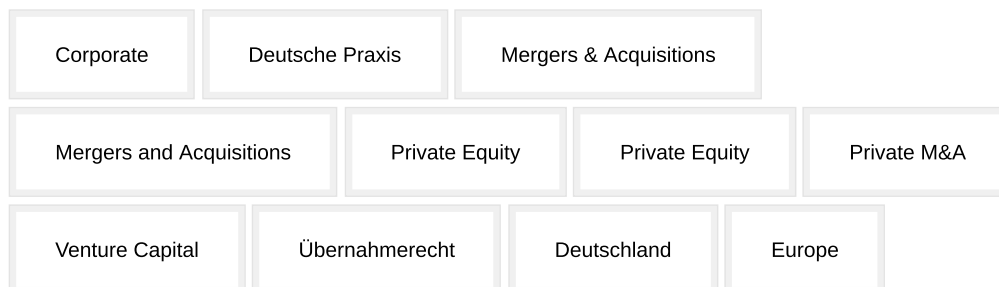 Corporate Deutsche Praxis Mergers & Acquisitions
Mergers and Acquisitions Private Equity Private Equity Private M&A
Venture Capital Übernahmerecht Deutschland Europe